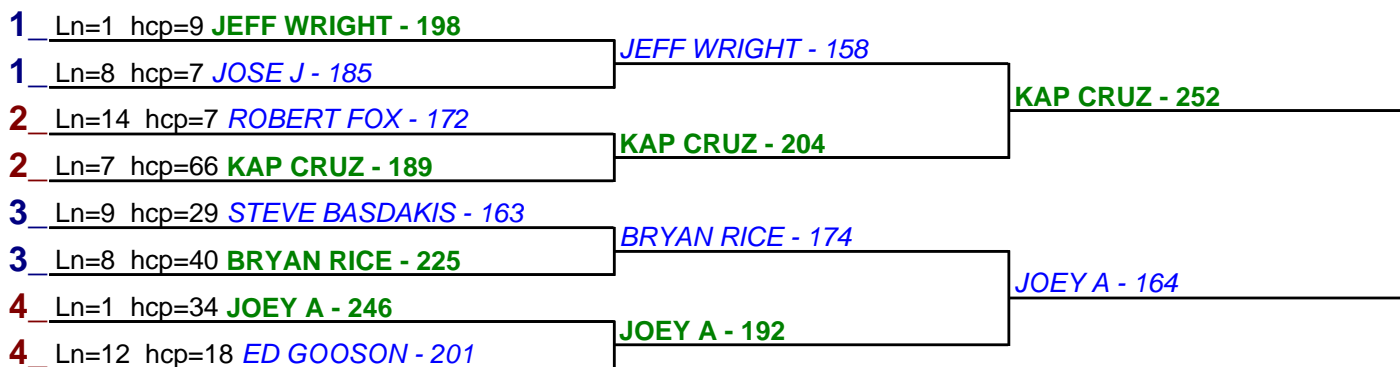 1_ Ln=1 hcp=9 JEFF WRIGHT - 198
JEFF WRIGHT - 158
1_ Ln=8 hcp=7 JOSE J - 185
KAP CRUZ - 252
2_ Ln=14 hcp=7 ROBERT FOX - 172
KAP CRUZ - 204
2_ Ln=7 hcp=66 KAP CRUZ - 189
3_ Ln=9 hcp=29 STEVE BASDAKIS - 163
BRYAN RICE - 174
3_ Ln=8 hcp=40 BRYAN RICE - 225
JOEY A - 164
4_ Ln=1 hcp=34 JOEY A - 246
JOEY A - 192
4_ Ln=12 hcp=18 ED GOOSON - 201